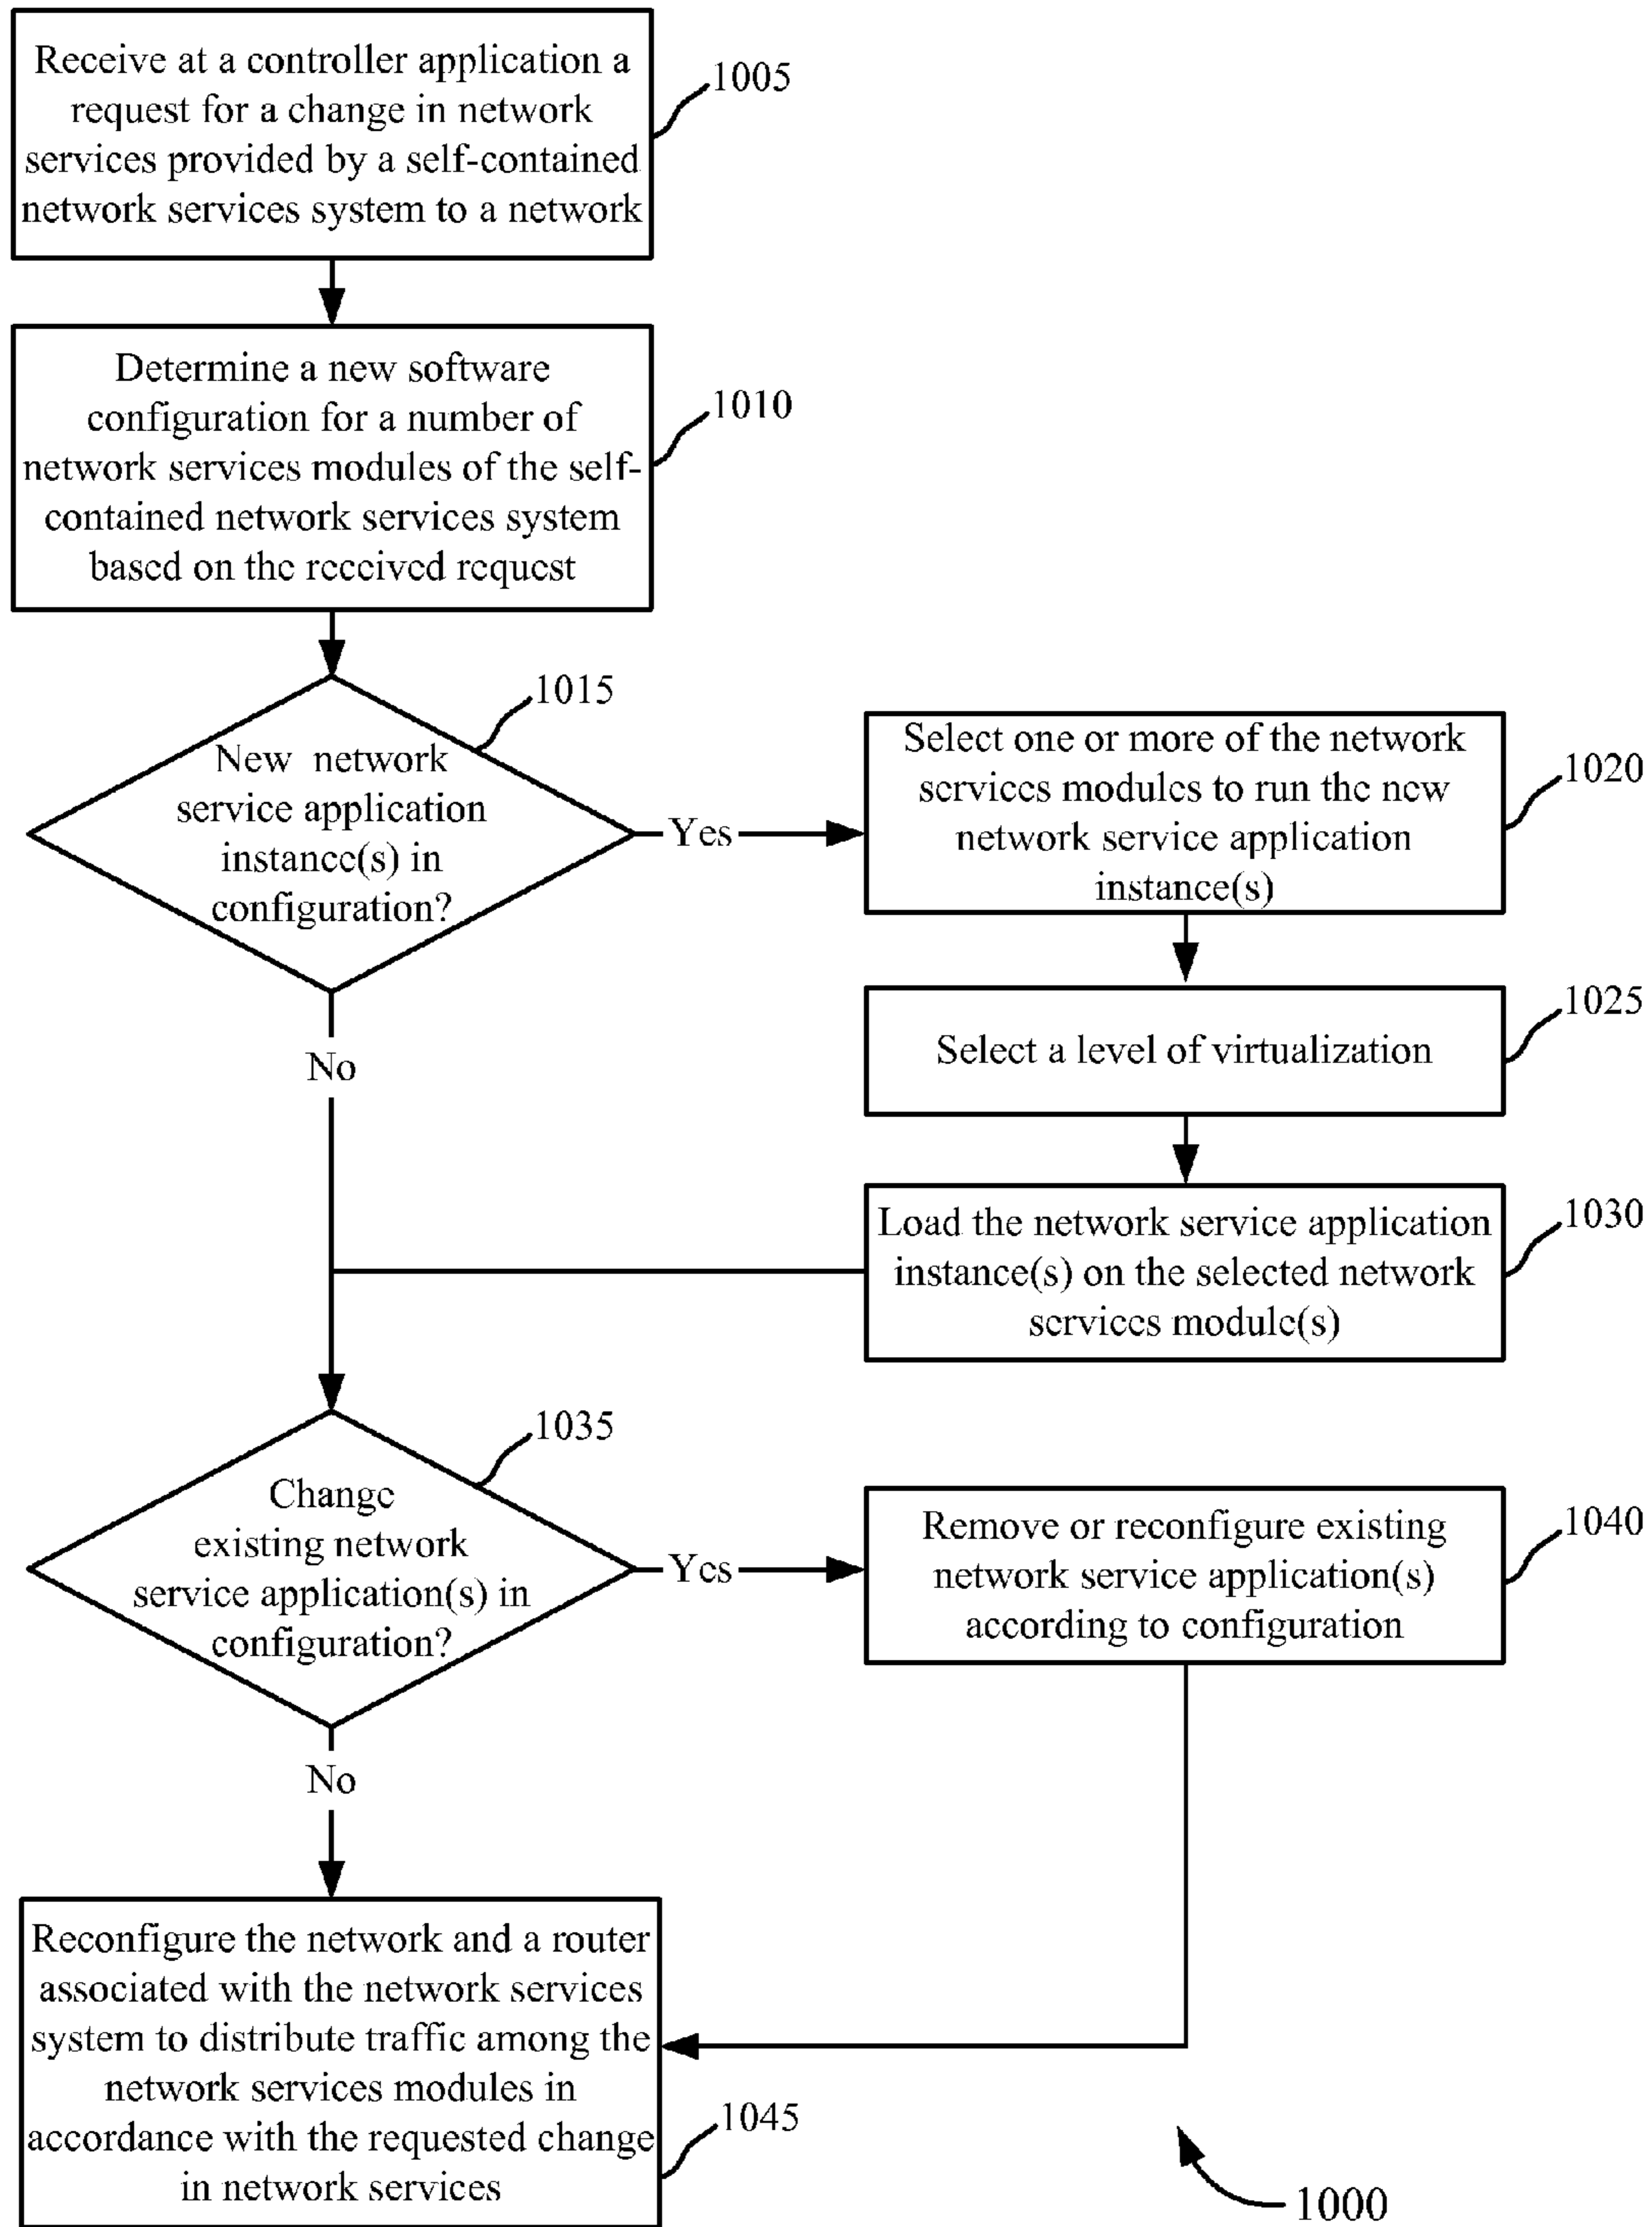 Receive at a controller application a
request for a change in network
services provided by a self-contained
network services system to a network
1005
Determine a new software
configuration for a number of
network services modules of the self-
contained network services system
based on the received request
1010
New network
service application
instance(s) in
configuration?
1015
Yes
No
Select one or more of the network
services modules to run the new
network service application
instance(s)
1020
Select a level of virtualization
1025
Load the network service application
instance(s) on the selected network
services module(s)
1030
Change
existing network
service application(s) in
configuration?
1035
Yes
No
Remove or reconfigure existing
network service application(s)
according to configuration
1040
Reconfigure the network and a router
associated with the network services
system to distribute traffic among the
network services modules in
accordance with the requested change
in network services
1045
1000